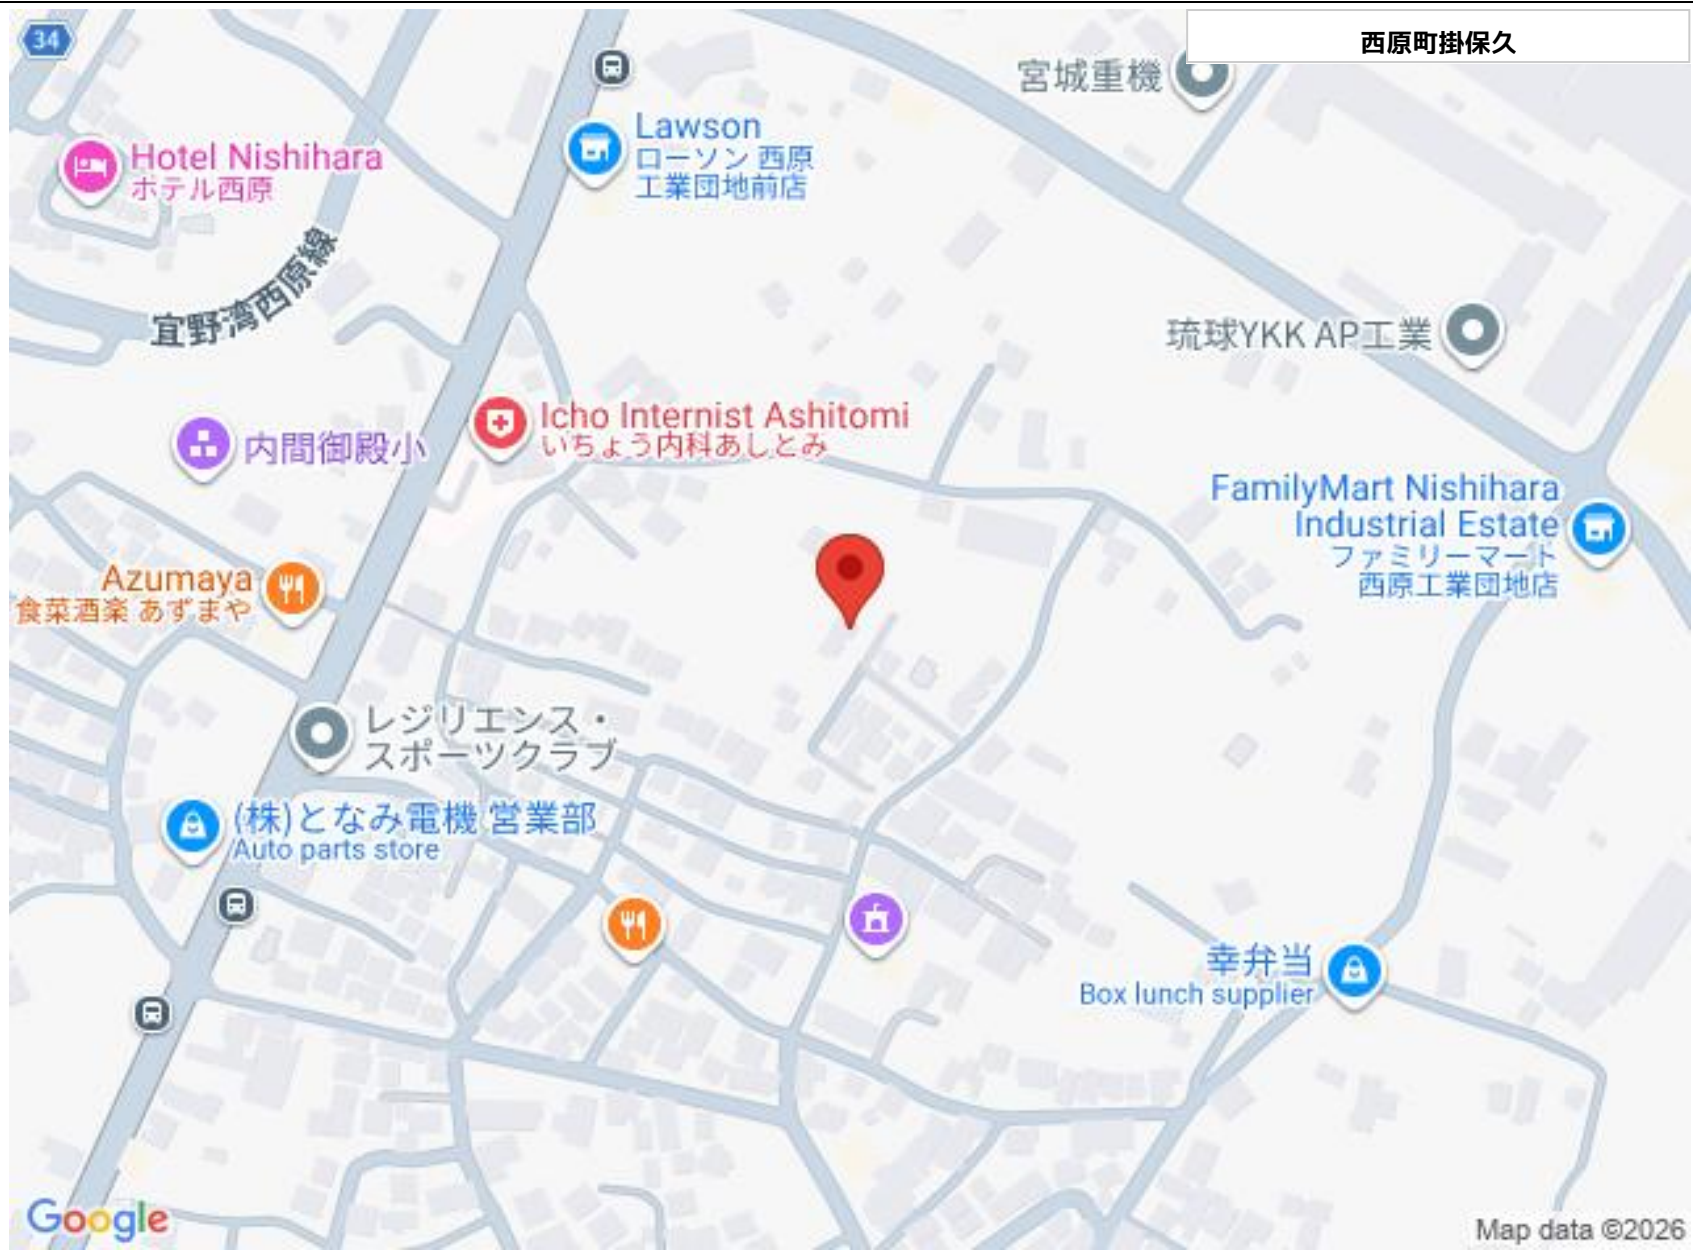 34
西原町掛保久
宮城重機
Lawson
ローソン 西原
工業団地前店
Hotel Nishihara
ホテル西原
宜野湾西原線
琉球YKK AP工業
Icho Internist Ashitomi
いちょう内科あしとみ
内間御殿小
FamilyMart Nishihara
Industrial Estate
ファミリーマート
西原工業団地店
Azumaya
食菜酒楽 あずまや
レジリエンス・
スポーツクラブ
(株)となみ電機 営業部
Auto parts store
幸弁当
Box lunch supplier
Google
Map data ©2026